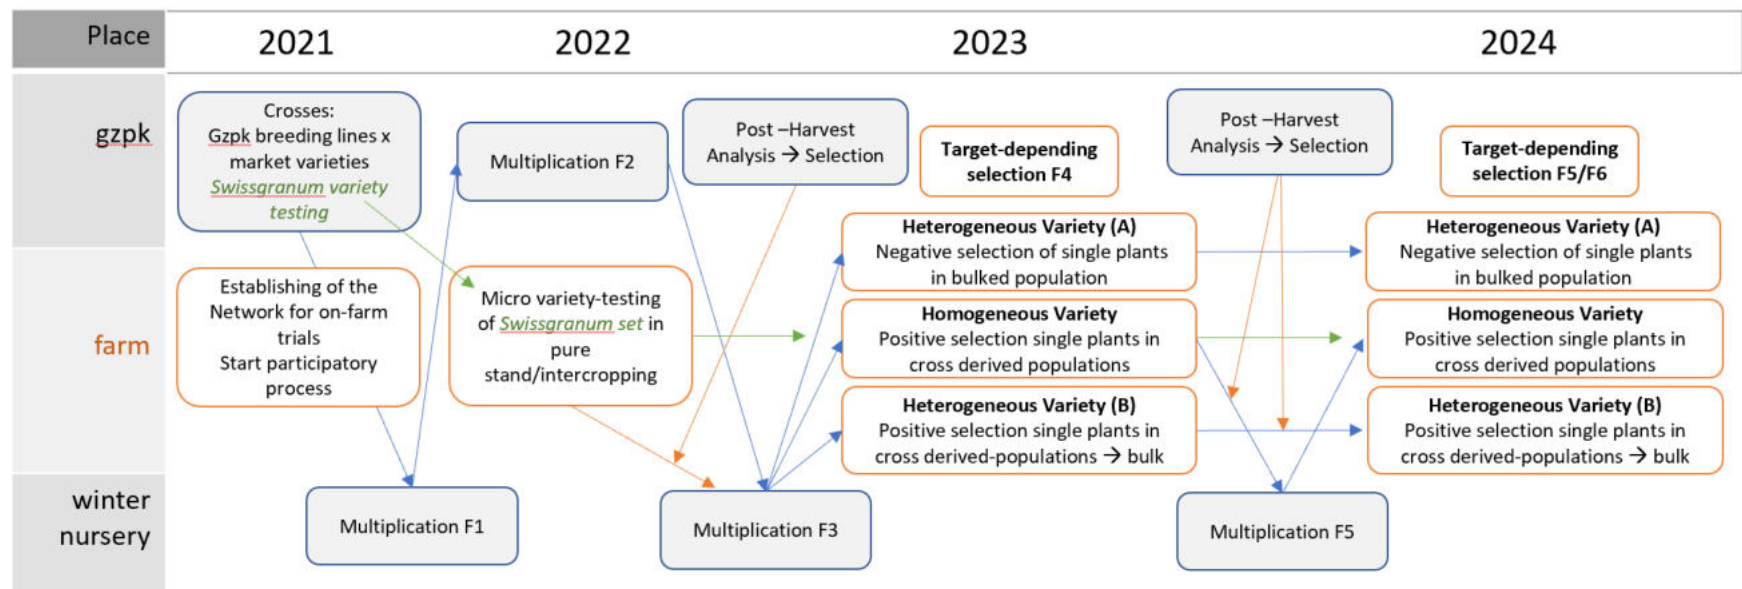 Place
2021
2022
2023
2024
gzpk
Crosses:
Gzpk breeding lines x
market varieties
Swissgranum variety
testing
Multiplication F2
Post –Harvest
Analysis → Selection
Target-depending
selection F4
Post –Harvest
Analysis → Selection
Target-depending
selection F5/F6
farm
Establishing of the
Network for on-farm
trials
Start participatory
process
Micro variety-testing
of Swissgranum set in
pure
stand/intercropping
Heterogeneous Variety (A)
Negative selection of single plants
in bulked population
Homogeneous Variety
Positive selection single plants in
cross derived populations
Heterogeneous Variety (B)
Positive selection single plants in
cross derived-populations → bulk
Heterogeneous Variety (A)
Negative selection of single plants
in bulked population
Homogeneous Variety
Positive selection single plants in
cross derived populations
Heterogeneous Variety (B)
Positive selection single plants in
cross derived-populations → bulk
winter
nursery
Multiplication F1
Multiplication F3
Multiplication F5